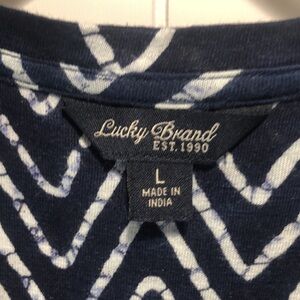 Lucky Brand
EST. 1990
L
MADE IN
INDIA